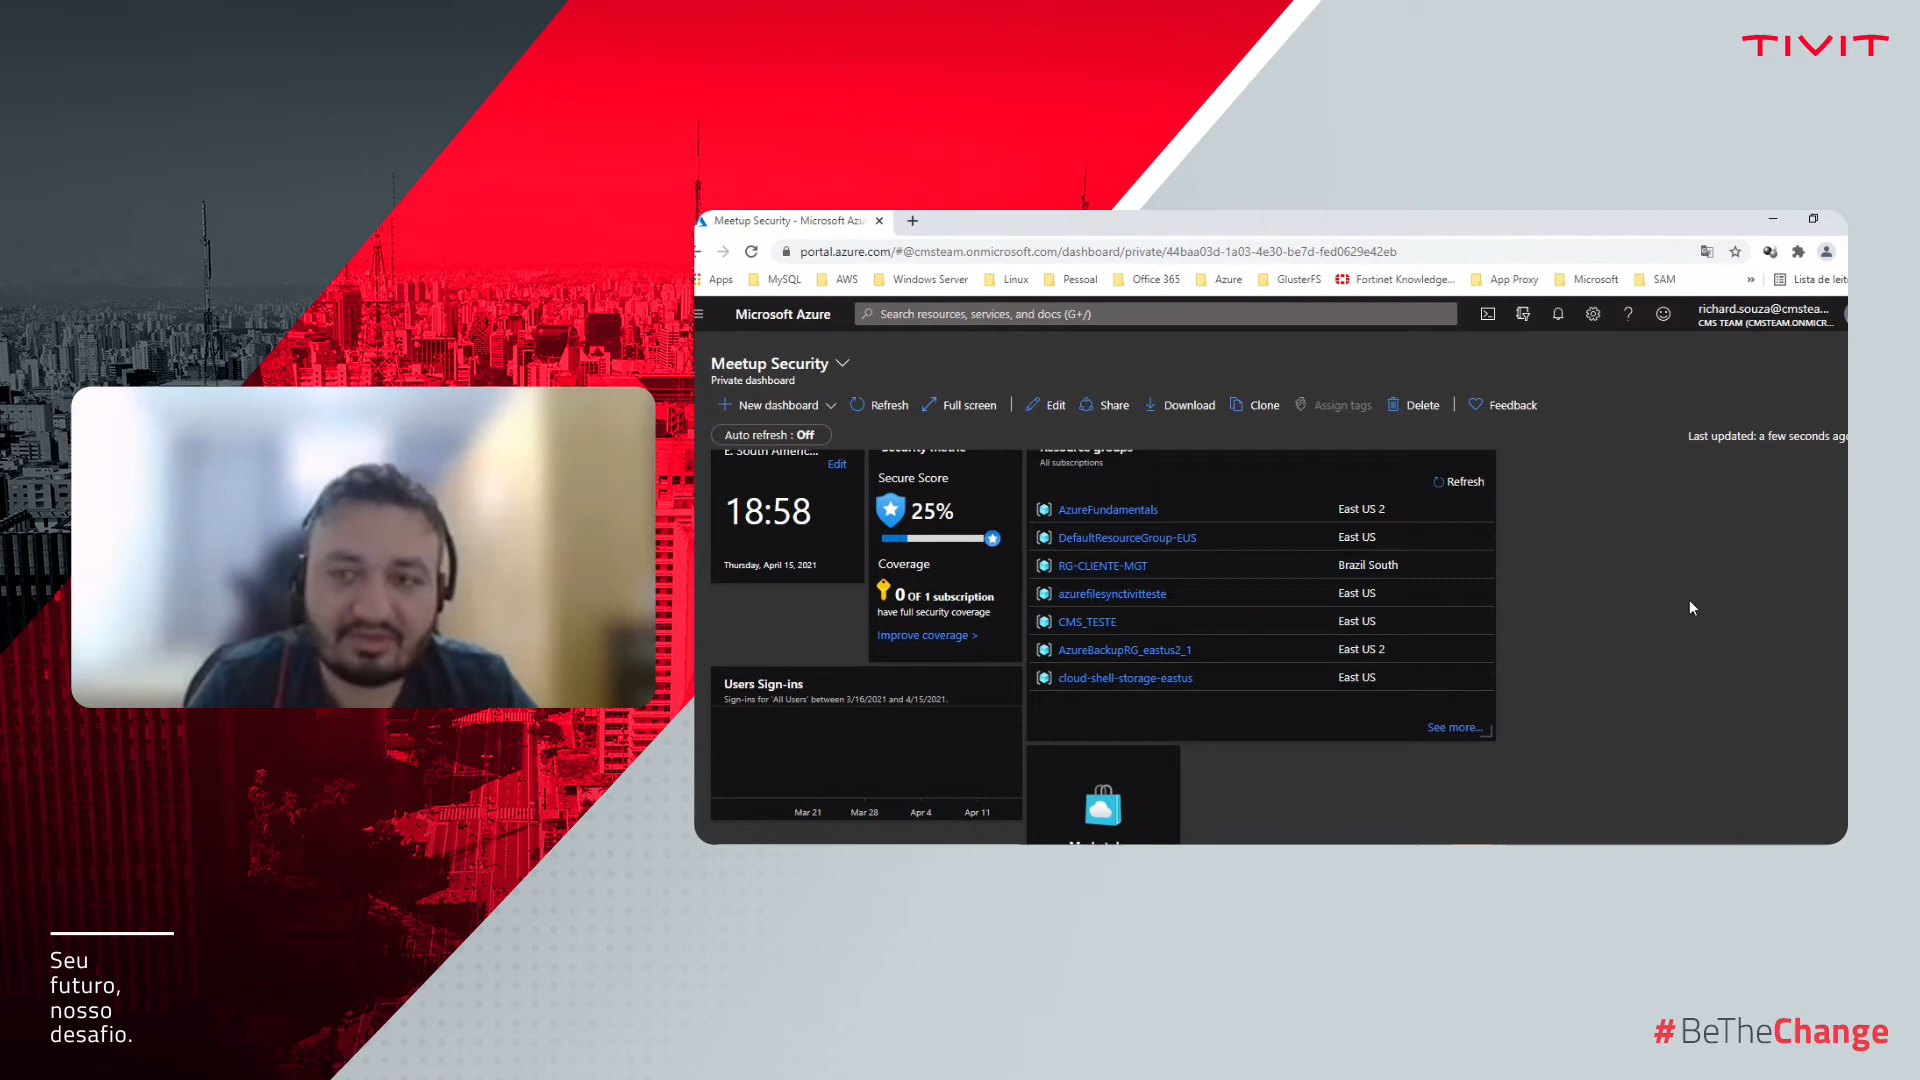 TIVIT
Meetup Security - Microsoft Azu
portal.azure.com/#@cmsteam.onmicrosoft.com/dashboard/private/44baa03d-1a03-4e30-be7d-fed0629e42eb
Apps MySQL AWS Windows Server Linux Pessoal Office 365 Azure GlusterFS Fortinet Knowledge... App Proxy Microsoft SAM » Lista de leit
Microsoft Azure Search resources, services, and docs (G+/) richard.souza@cmstea...
CMS TEAM (CMSTEAM.ONMICR...
Meetup Security
Private dashboard
New dashboard Refresh Full screen Edit Share Download Clone Assign tags Delete Feedback
Auto refresh : Off Last updated: a few seconds ago
E. South Americ...
Edit
18:58
Thursday, April 15, 2021
Security metric
Secure Score
25%
Coverage
0 OF 1 subscription
have full security coverage
Improve coverage >
Resource groups
All subscriptions
Refresh
AzureFundamentals East US 2
DefaultResourceGroup-EUS East US
RG-CLIENTE-MGT Brazil South
azurefilesynctivitteste East US
CMS_TESTE East US
AzureBackupRG_eastus2_1 East US 2
cloud-shell-storage-eastus East US
See more...
Users Sign-ins
Sign-ins for 'All Users' between 3/16/2021 and 4/15/2021.
Mar 21 Mar 28 Apr 4 Apr 11
Seu
futuro,
nosso
desafio.
#BeTheChange